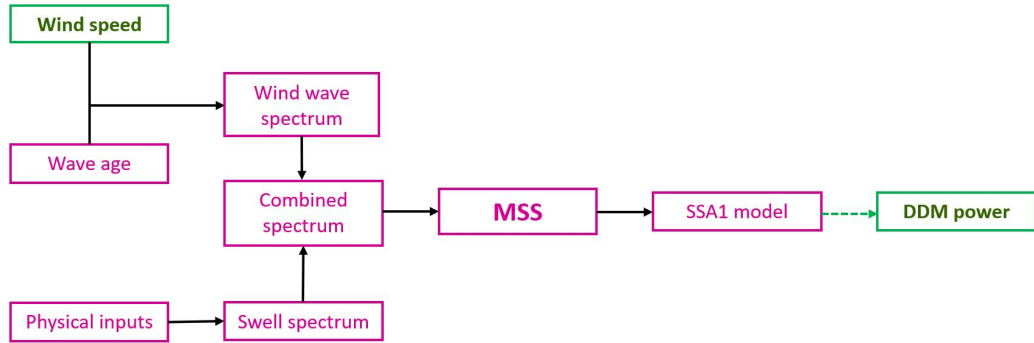 Wind speed
Wind wave
spectrum
Wave age
Combined
spectrum
MSS
SSA1 model
DDM power
Physical inputs
Swell spectrum